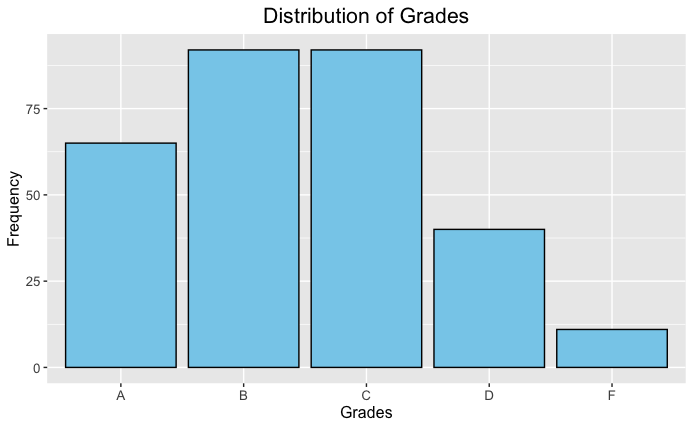 Distribution of Grades
Frequency
75
50
25
0
A B C D F
Grades